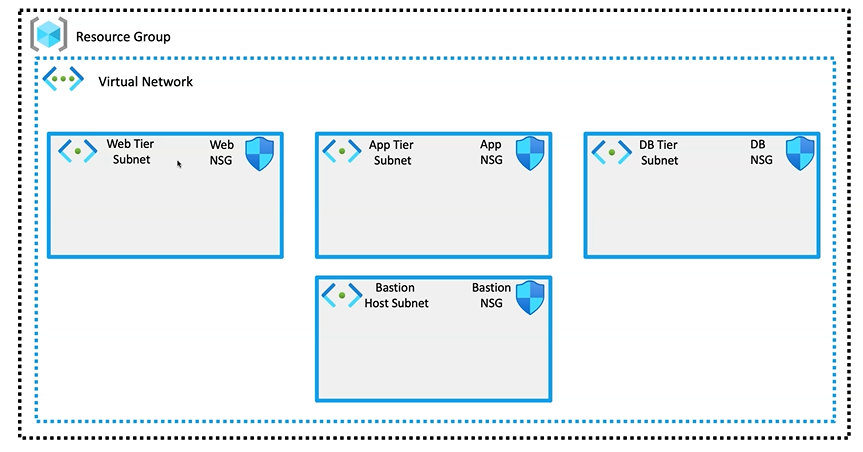 Resource Group
Virtual Network
Web Tier
Subnet
Web
NSG
App Tier
Subnet
App
NSG
DB Tier
Subnet
DB
NSG
Bastion
Host Subnet
Bastion
NSG